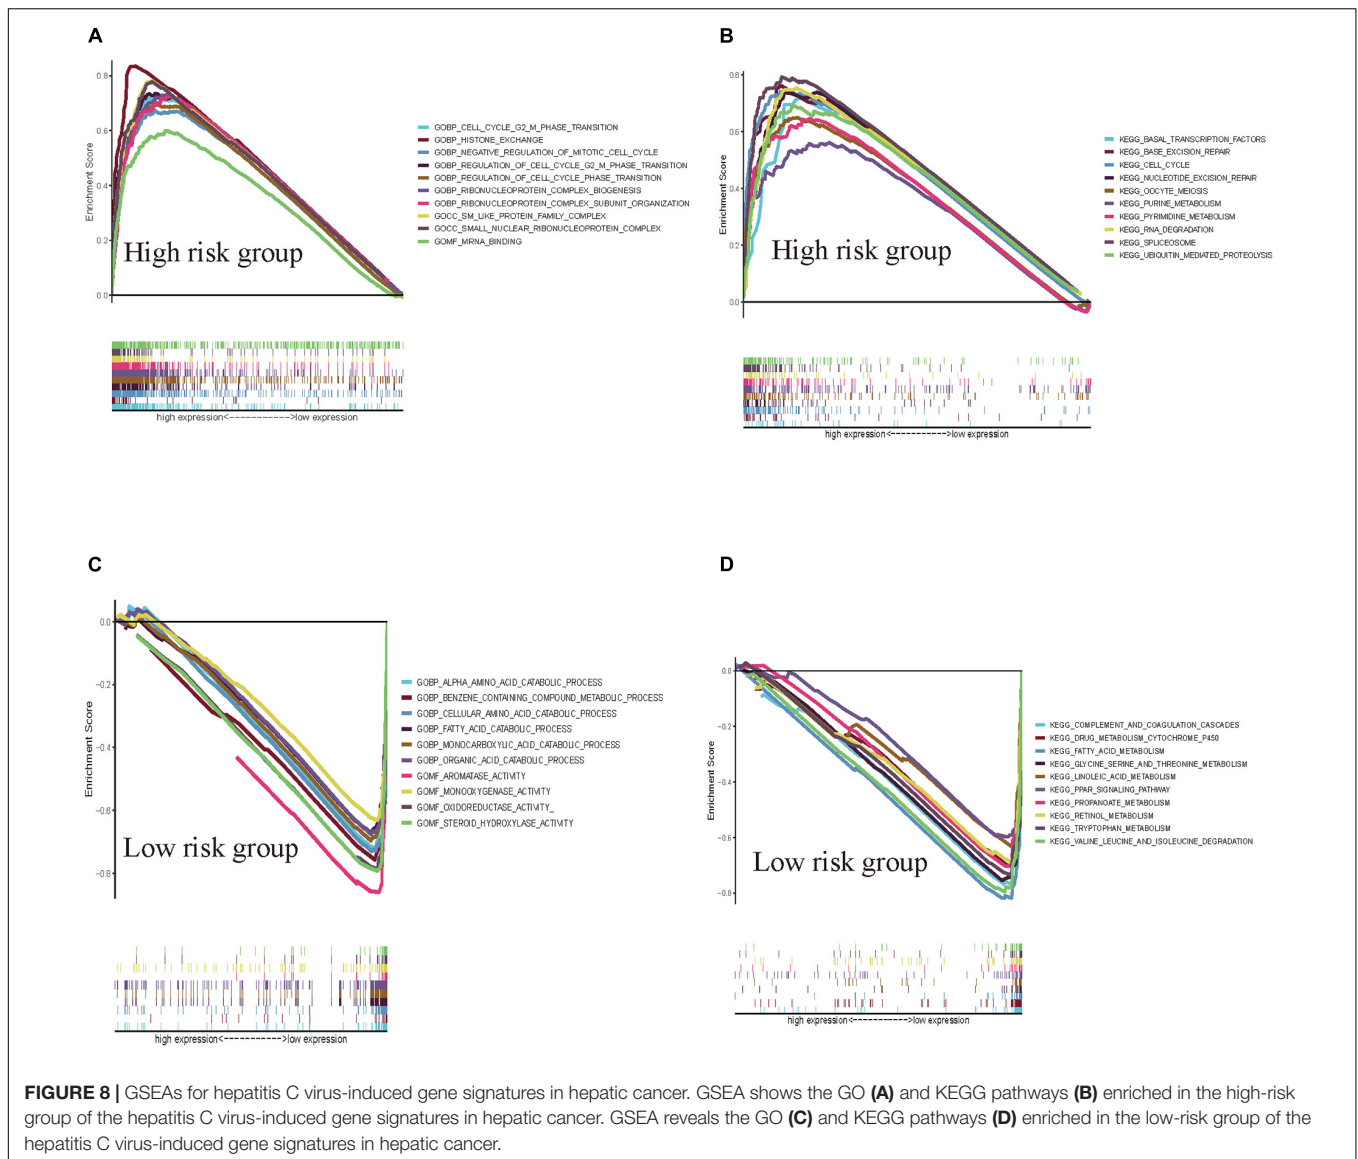 A
0.8
0.6
0.4
0.2
0.0
Enrichment Score
High risk group
GOBP_CELL_CYCLE_G2_M_PHASE_TRANSITION
GOBP_HISTONE_EXCHANGE
GOBP_NEGATIVE_REGULATION_OF_MITOTIC_CELL_CYCLE
GOBP_REGULATION_OF_CELL_CYCLE_G2_M_PHASE_TRANSITION
GOBP_REGULATION_OF_CELL_CYCLE_PHASE_TRANSITION
GOBP_RIBONUCLEOPROTEIN_COMPLEX_BIOGENESIS
GOBP_RIBONUCLEOPROTEIN_COMPLEX_SUBUNIT_ORGANIZATION
GOCC_SM_LIKE_PROTEIN_FAMILY_COMPLEX
GOCC_SMALL_NUCLEAR_RIBONUCLEOPROTEIN_COMPLEX
GOMF_MRNA_BINDING
high expression<----------->low expression
B
0.8
0.6
0.4
0.2
0.0
Enrichment Score
High risk group
KEGG_BASAL_TRANSCRIPTION_FACTORS
KEGG_BASE_EXCISION_REPAIR
KEGG_CELL_CYCLE
KEGG_NUCLEOTIDE_EXCISION_REPAIR
KEGG_OOCYTE_MEIOSIS
KEGG_PURINE_METABOLISM
KEGG_PYRIMIDINE_METABOLISM
KEGG_RNA_DEGRADATION
KEGG_SPLICEOSOME
KEGG_UBIQUITIN_MEDIATED_PROTEOLYSIS
high expression<----------->low expression
C
0.0
−0.2
−0.4
−0.6
−0.8
Enrichment Score
Low risk group
GOBP_ALPHA_AMINO_ACID_CATABOLIC_PROCESS
GOBP_BENZENE_CONTAINING_COMPOUND_METABOLIC_PROCESS
GOBP_CELLULAR_AMINO_ACID_CATABOLIC_PROCESS
GOBP_FATTY_ACID_CATABOLIC_PROCESS
GOBP_MONOCARBOXYLIC_ACID_CATABOLIC_PROCESS
GOBP_ORGANIC_ACID_CATABOLIC_PROCESS
GOMF_AROMATASE_ACTIVITY
GOMF_MONOOXYGENASE_ACTIVITY
GOMF_OXIDOREDUCTASE_ACTIVITY_
GOMF_STEROID_HYDROXYLASE_ACTIVITY
high expression<----------->low expression
D
0.0
−0.2
−0.4
−0.6
−0.8
Enrichment Score
Low risk group
KEGG_COMPLEMENT_AND_COAGULATION_CASCADES
KEGG_DRUG_METABOLISM_CYTOCHROME_P450
KEGG_FATTY_ACID_METABOLISM
KEGG_GLYCINE_SERINE_AND_THREONINE_METABOLISM
KEGG_LINOLEIC_ACID_METABOLISM
KEGG_PPAR_SIGNALING_PATHWAY
KEGG_PROPANOATE_METABOLISM
KEGG_RETINOL_METABOLISM
KEGG_TRYPTOPHAN_METABOLISM
KEGG_VALINE_LEUCINE_AND_ISOLEUCINE_DEGRADATION
high expression<----------->low expression
FIGURE 8 | GSEAs for hepatitis C virus-induced gene signatures in hepatic cancer. GSEA shows the GO (A) and KEGG pathways (B) enriched in the high-risk
group of the hepatitis C virus-induced gene signatures in hepatic cancer. GSEA reveals the GO (C) and KEGG pathways (D) enriched in the low-risk group of the
hepatitis C virus-induced gene signatures in hepatic cancer.